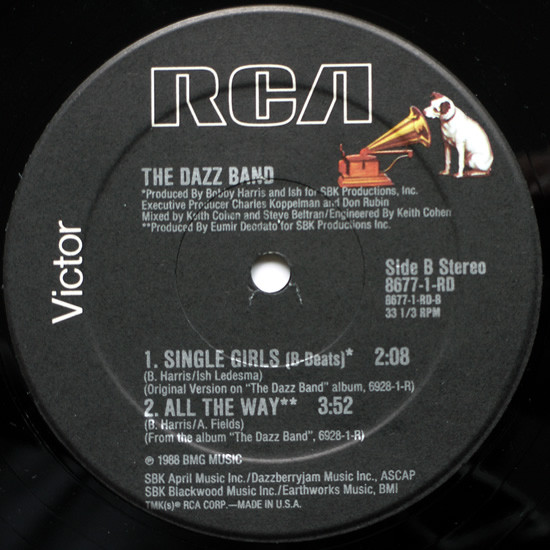 RCA
THE DAZZ BAND
*Produced By Bobby Harris and Ish for SBK Productions, Inc.
Executive Producer Charles Koppelman and Don Rubin
Mixed by Keith Cohen and Steve Beltran/Engineered By Keith Cohen
**Produced by Eumir Deodato for SBK Productions Inc.
Victor
Side B Stereo
8677-1-RD
8677-1-RD-B
33 1/3 RPM
1. SINGLE GIRLS (B-Beats)* 2:08
(B. Harris/Ish Ledesma)
(Original Version on "The Dazz Band" album, 6928-1-R)
2. ALL THE WAY** 3:52
(B. Harris/A. Fields)
(From the album "The Dazz Band", 6928-1-R)
℗ 1988 BMG MUSIC
SBK April Music Inc./Dazzberryjam Music Inc., ASCAP
SBK Blackwood Music Inc./Earthworks Music, BMI
TMK(s)® RCA CORP.—MADE IN U.S.A.